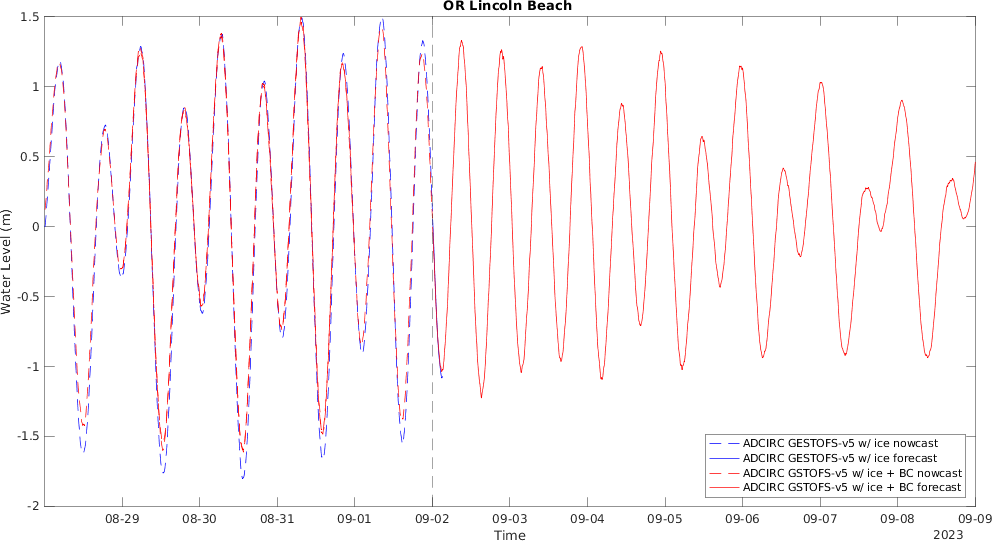 OR Lincoln Beach
1.5
1
0.5
0
-0.5
-1
-1.5
-2
Water Level (m)
08-29 08-30 08-31 09-01 09-02 09-03 09-04 09-05 09-06 09-07 09-08 09-09
Time
2023
ADCIRC GESTOFS-v5 w/ ice nowcast
ADCIRC GESTOFS-v5 w/ ice forecast
ADCIRC GSTOFS-v5 w/ ice + BC nowcast
ADCIRC GSTOFS-v5 w/ ice + BC forecast